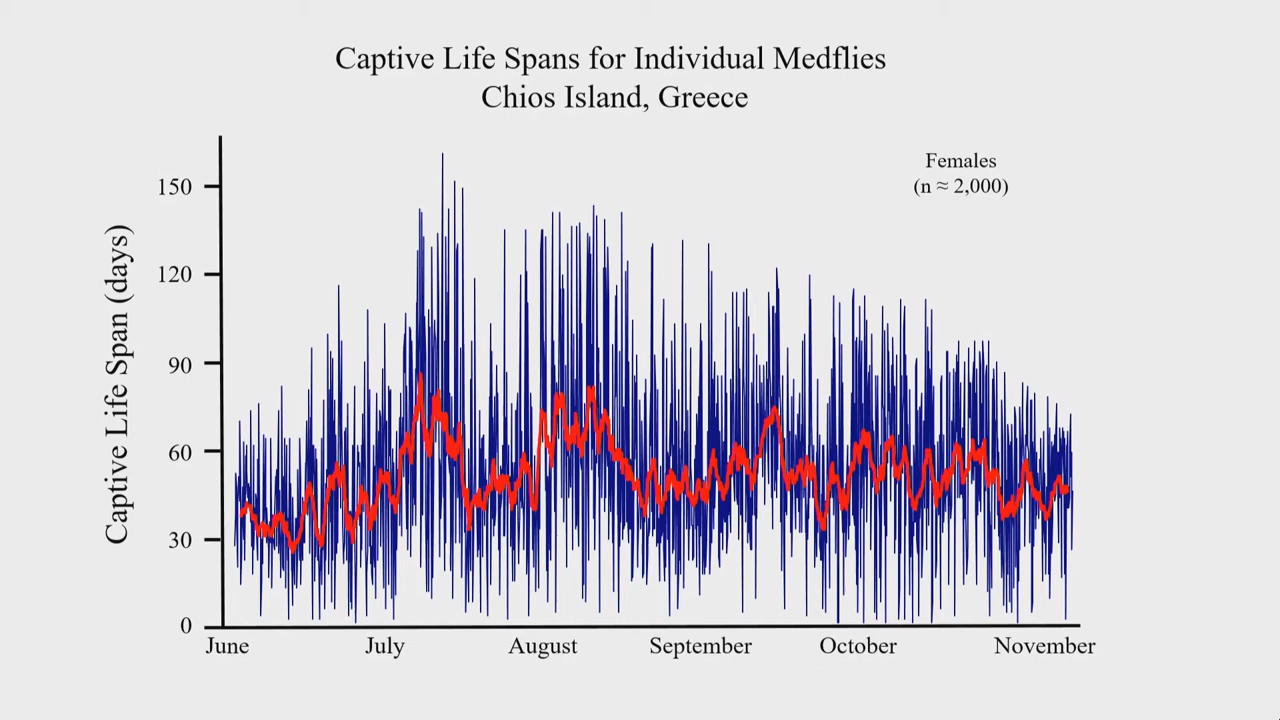 Captive Life Spans for Individual Medflies
Chios Island, Greece
Females
(n ≈ 2,000)
Captive Life Span (days)
150
120
90
60
30
0
June July August September October November